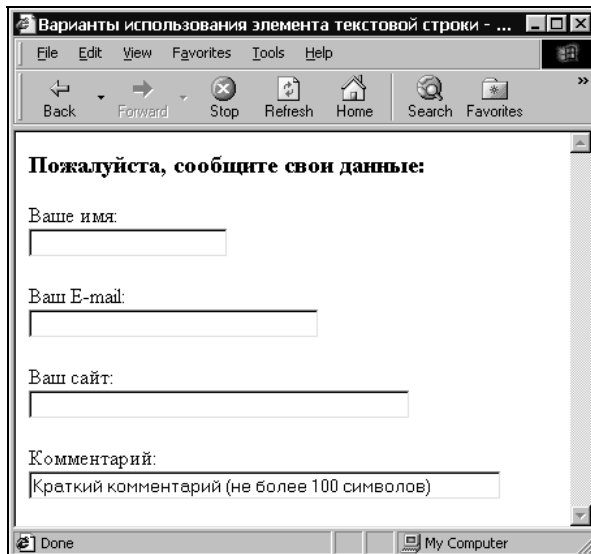 Варианты использования элемента текстовой строки - ...
File Edit View Favorites Tools Help
Back Forward Stop Refresh Home Search Favorites »
Пожалуйста, сообщите свои данные:
Ваше имя:
Ваш E-mail:
Ваш сайт:
Комментарий:
Краткий комментарий (не более 100 символов)
Done My Computer